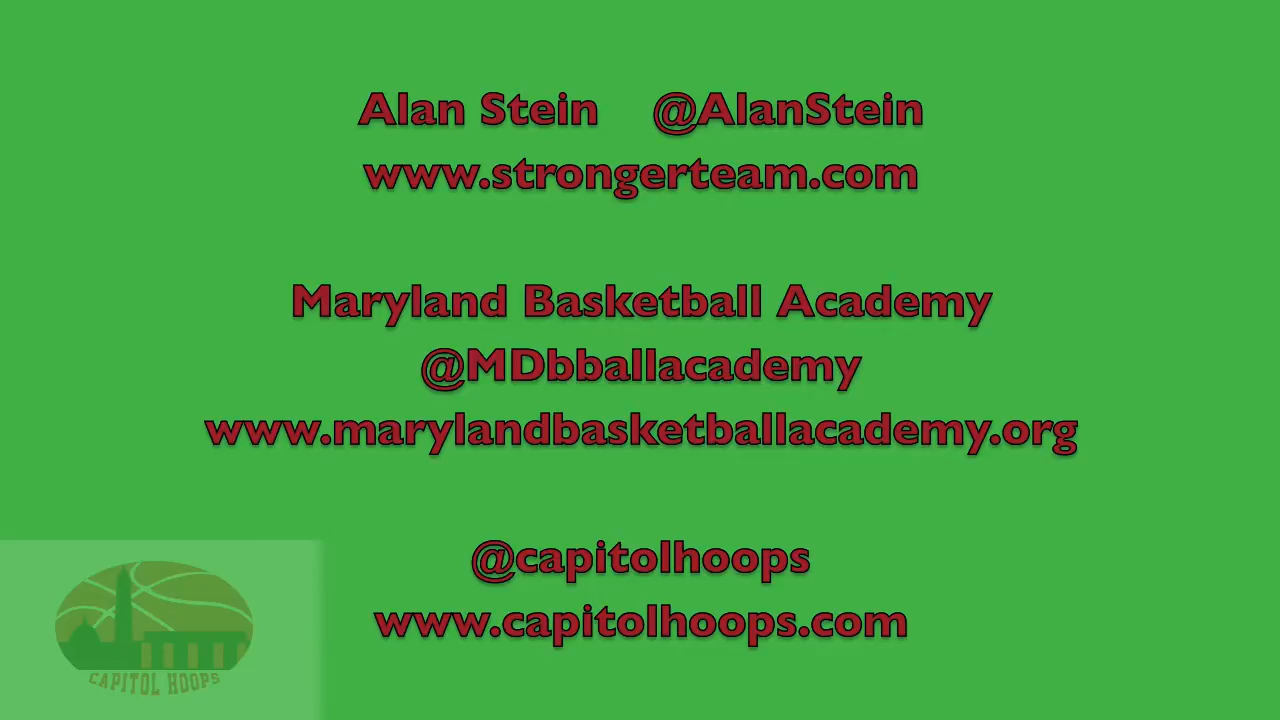 Alan Stein @AlanStein
www.strongerteam.com
Maryland Basketball Academy
@MDbballacademy
www.marylandbasketballacademy.org
@capitolhoops
www.capitolhoops.com
CAPITOL HOOPS